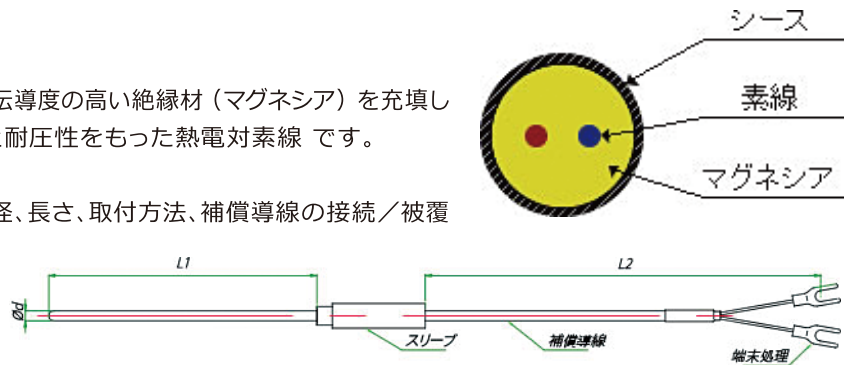 シース
伝導度の高い絶縁材（マグネシア）を充填し
素線
耐圧性をもった熱電対素線 です。
マグネシア
径、長さ、取付方法、補償導線の接続／被覆
L1
L2
Ød
スリーブ
補償導線
端末処理